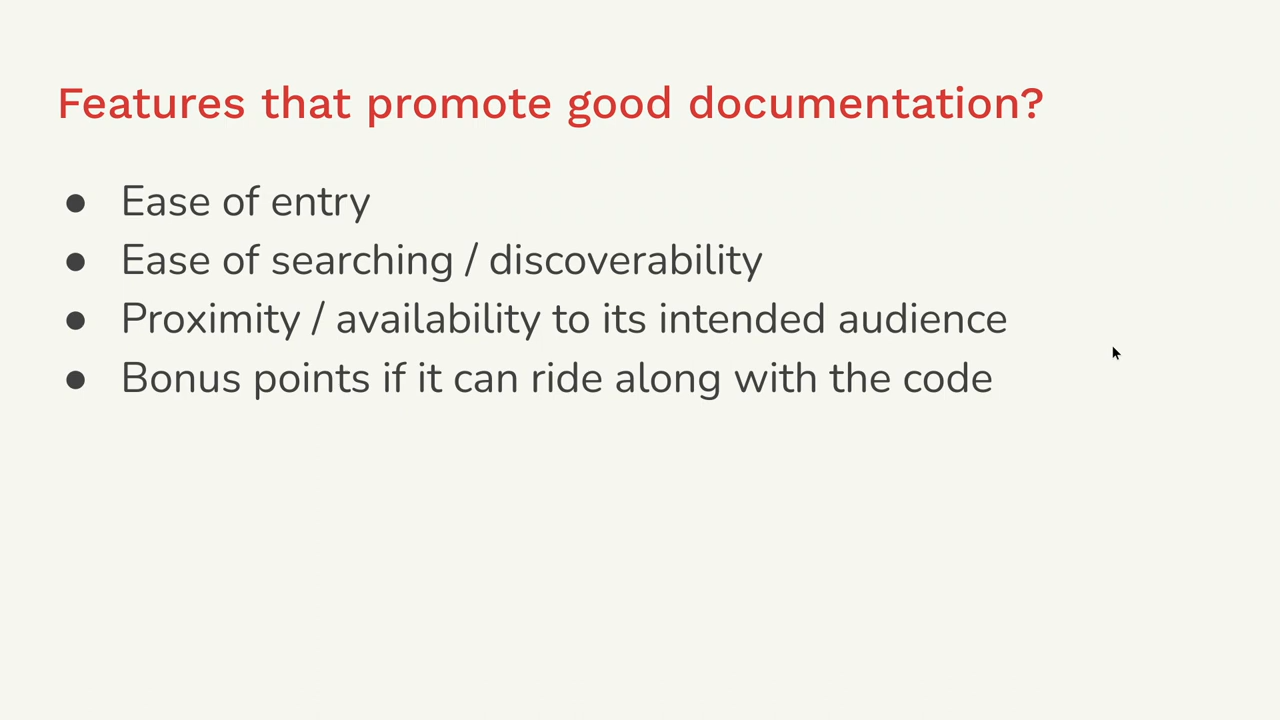 Features that promote good documentation?
● Ease of entry
● Ease of searching / discoverability
● Proximity / availability to its intended audience
● Bonus points if it can ride along with the code